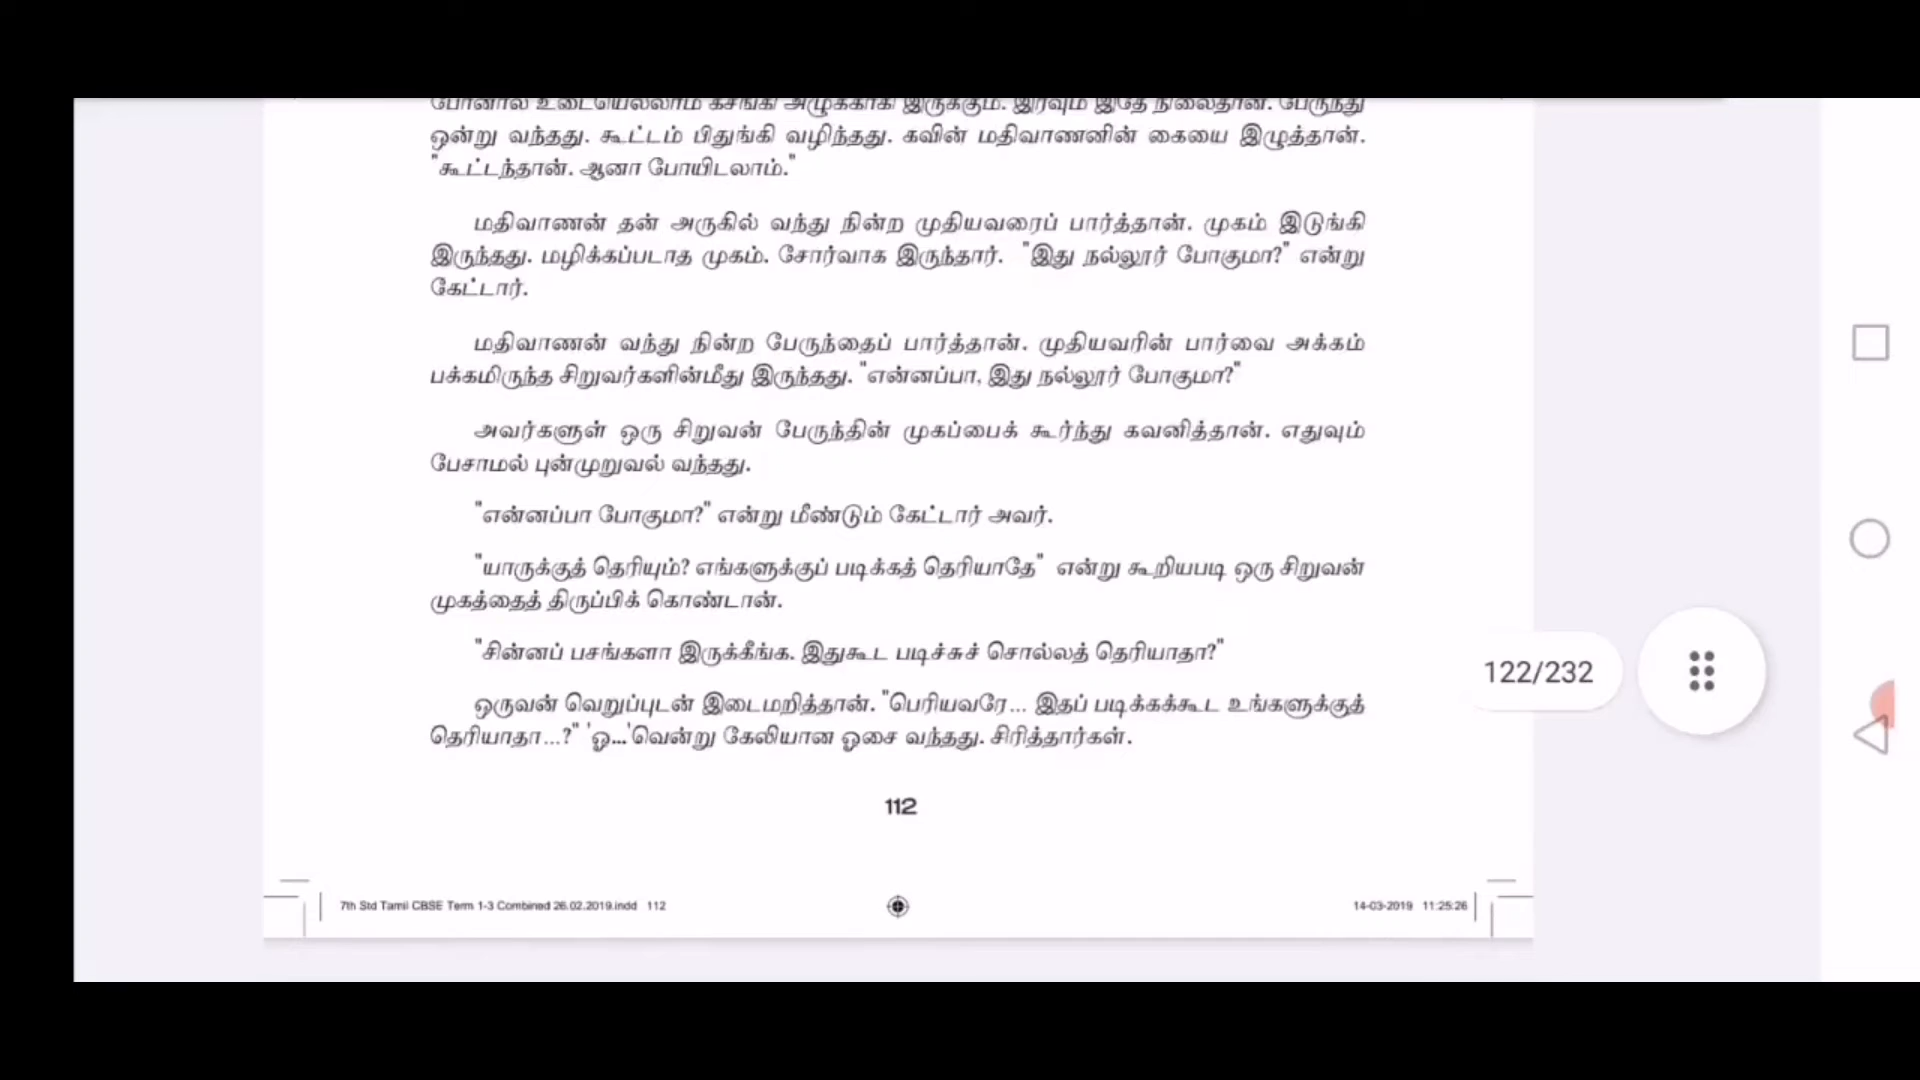 போனால் உடையெல்லாம் கசங்கி அழுக்காகி இருக்கும். இரவும் இதே நிலைதான். பேருந்து
ஒன்று வந்தது. கூட்டம் பிதுங்கி வழிந்தது. கவின் மதிவாணனின் கையை இழுத்தான்.
"கூட்டந்தான். ஆனா போயிடலாம்."
மதிவாணன் தன் அருகில் வந்து நின்ற முதியவரைப் பார்த்தான். முகம் இடுங்கி
இருந்தது. மழிக்கப்படாத முகம். சோர்வாக இருந்தார். "இது நல்லூர் போகுமா?" என்று
கேட்டார்.
மதிவாணன் வந்து நின்ற பேருந்தைப் பார்த்தான். முதியவரின் பார்வை அக்கம்
பக்கமிருந்த சிறுவர்களின்மீது இருந்தது. "என்னப்பா, இது நல்லூர் போகுமா?"
அவர்களுள் ஒரு சிறுவன் பேருந்தின் முகப்பைக் கூர்ந்து கவனித்தான். எதுவும்
பேசாமல் புன்முறுவல் வந்தது.
"என்னப்பா போகுமா?" என்று மீண்டும் கேட்டார் அவர்.
"யாருக்குத் தெரியும்? எங்களுக்குப் படிக்கத் தெரியாதே" என்று கூறியபடி ஒரு சிறுவன்
முகத்தைத் திருப்பிக் கொண்டான்.
"சின்னப் பசங்களா இருக்கீங்க. இதுகூட படிச்சுச் சொல்லத் தெரியாதா?"
122/232
ஒருவன் வெறுப்புடன் இடைமறித்தான். "பெரியவரே... இதப் படிக்கக்கூட உங்களுக்குத்
தெரியாதா...?" 'ஓ...'வென்று கேலியான ஓசை வந்தது. சிரித்தார்கள்.
112
7th Std Tamil CBSE Term 1-3 Combined 26.02.2019.indd 112
14-03-2019 11:25:26